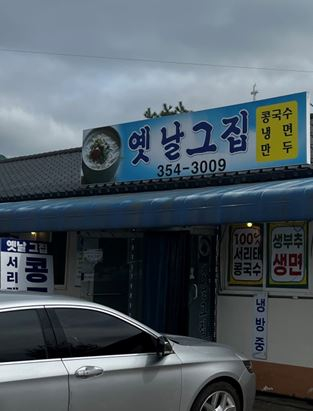 옛날그집
354-3009
콩국수
냉면
만두
옛날그집
서리
콩
100%
서리태
콩국수
생부추
생면
냉방중